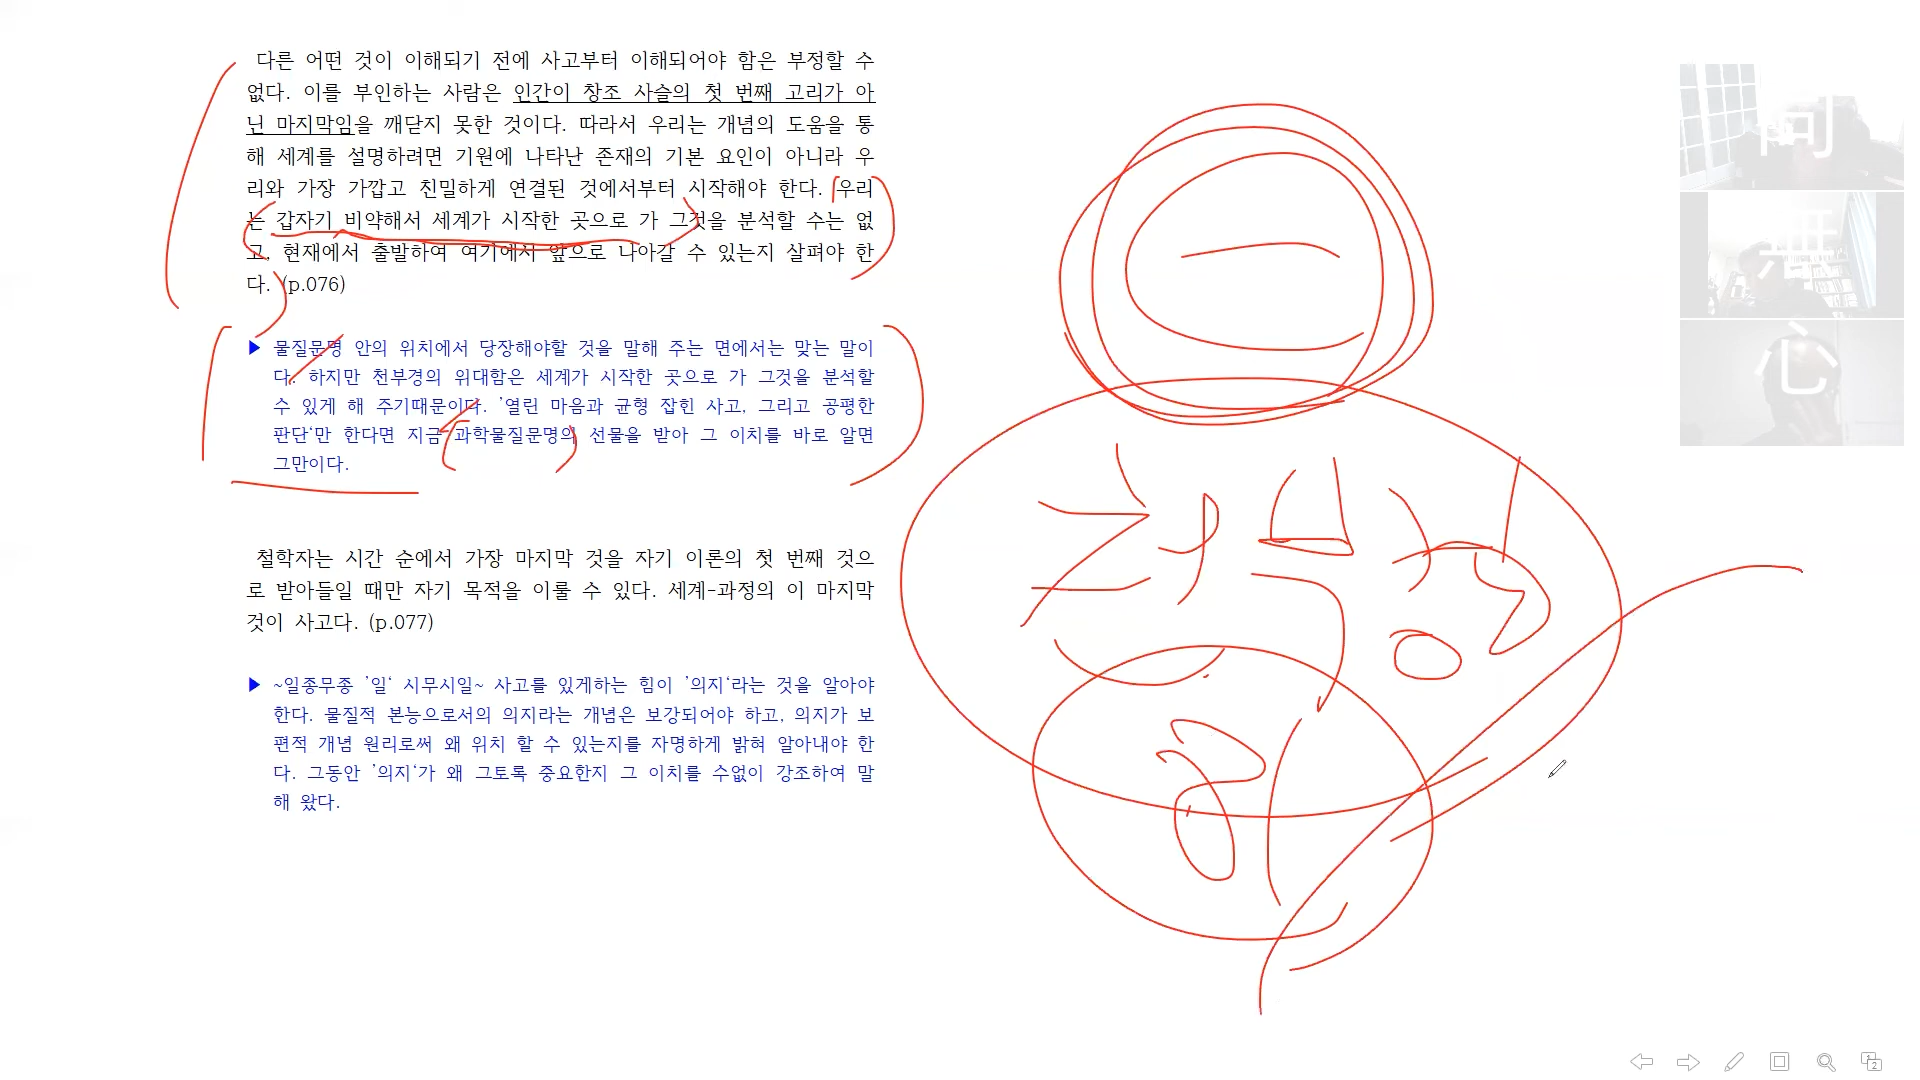 다른 어떤 것이 이해되기 전에 사고부터 이해되어야 함은 부정할 수
없다. 이를 부인하는 사람은 인간이 창조 사슬의 첫 번째 고리가 아
닌 마지막임을 깨닫지 못한 것이다. 따라서 우리는 개념의 도움을 통
해 세계를 설명하려면 기원에 나타난 존재의 기본 요인이 아니라 우
리와 가장 가깝고 친밀하게 연결된 것에서부터 시작해야 한다. 우리
는 갑자기 비약해서 세계가 시작한 곳으로 가 그것을 분석할 수는 없
고, 현재에서 출발하여 여기에서 앞으로 나아갈 수 있는지 살펴야 한
다. (p.076)
▶ 물질문명 안의 위치에서 당장해야할 것을 말해 주는 면에서는 맞는 말이
다. 하지만 천부경의 위대함은 세계가 시작한 곳으로 가 그것을 분석할
수 있게 해 주기때문이다. '열린 마음과 균형 잡힌 사고, 그리고 공평한
판단'만 한다면 지금 과학물질문명의 선물을 받아 그 이치를 바로 알면
그만이다.
철학자는 시간 순에서 가장 마지막 것을 자기 이론의 첫 번째 것으
로 받아들일 때만 자기 목적을 이룰 수 있다. 세계-과정의 이 마지막
것이 사고다. (p.077)
▶ ~일종무종 '일' 시무시일~ 사고를 있게하는 힘이 '의지'라는 것을 알아야
한다. 물질적 본능으로서의 의지라는 개념은 보강되어야 하고, 의지가 보
편적 개념 원리로써 왜 위치 할 수 있는지를 자명하게 밝혀 알아내야 한
다. 그동안 '의지'가 왜 그토록 중요한지 그 이치를 수없이 강조하여 말
해 왔다.
問
無
心